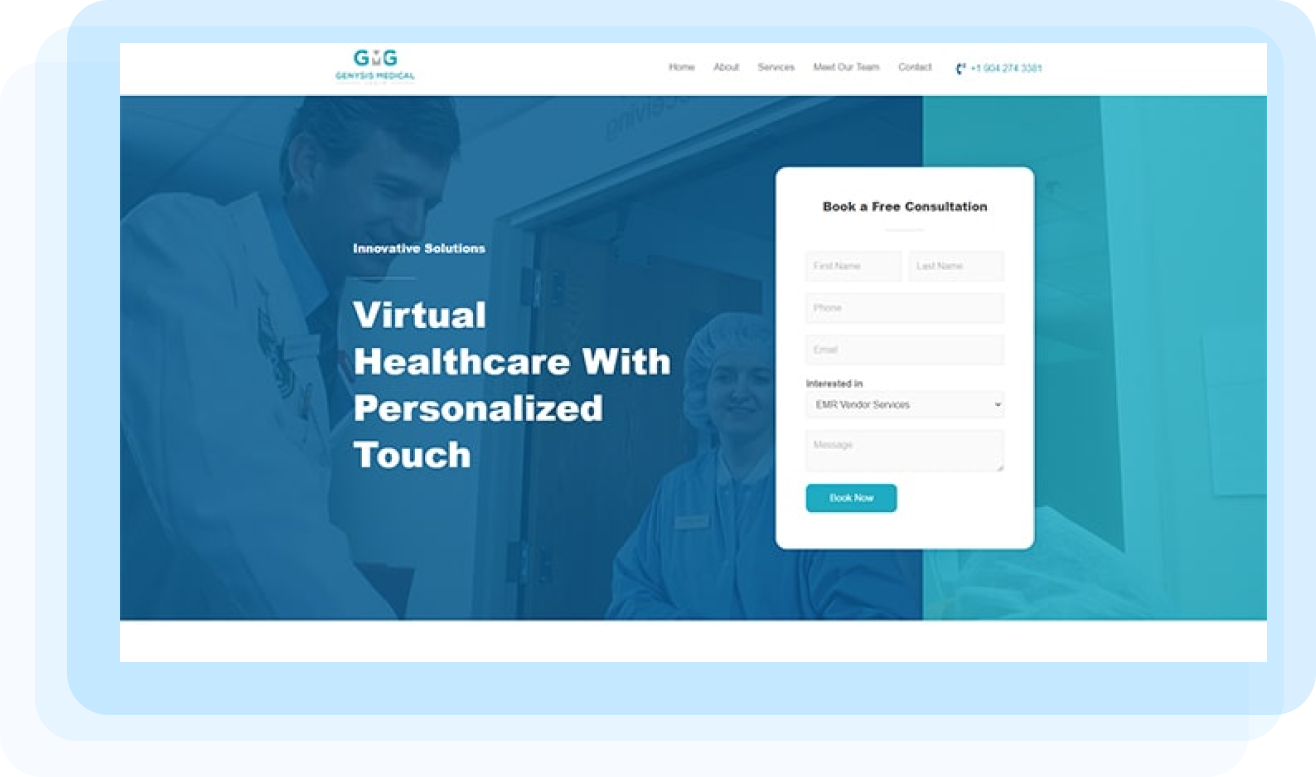 GMG
GENYSIS MEDICAL
Home About Services Meet Our Team Contact +1 904 274 3381
Innovative Solutions
Virtual
Healthcare With
Personalized
Touch
Book a Free Consultation
First Name Last Name
Phone
Email
Interested in
EMR Vendor Services
Message
Book Now